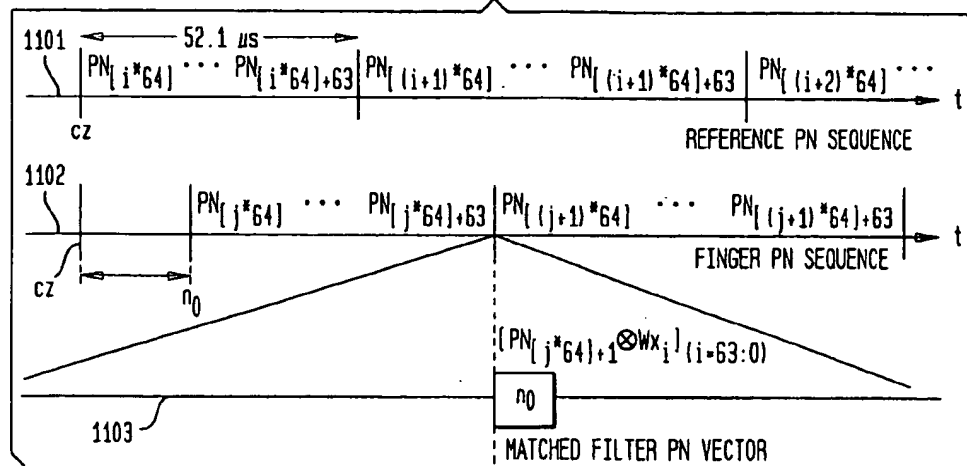 1101
52.1 µs
PN[j*64] ··· PN[j*64]+63 PN[(i+1)*64] ··· PN[(i+1)*64]+63 PN[(i+2)*64] ···
t
cz
REFERENCE PN SEQUENCE
1102
PN[j*64] ··· PN[j*64]+63 PN[(j+1)*64] ··· PN[(j+1)*64]+63
t
cz
n0
FINGER PN SEQUENCE
[PN[j*64]+1⊗Wxi](i=63:0)
n0
1103
MATCHED FILTER PN VECTOR